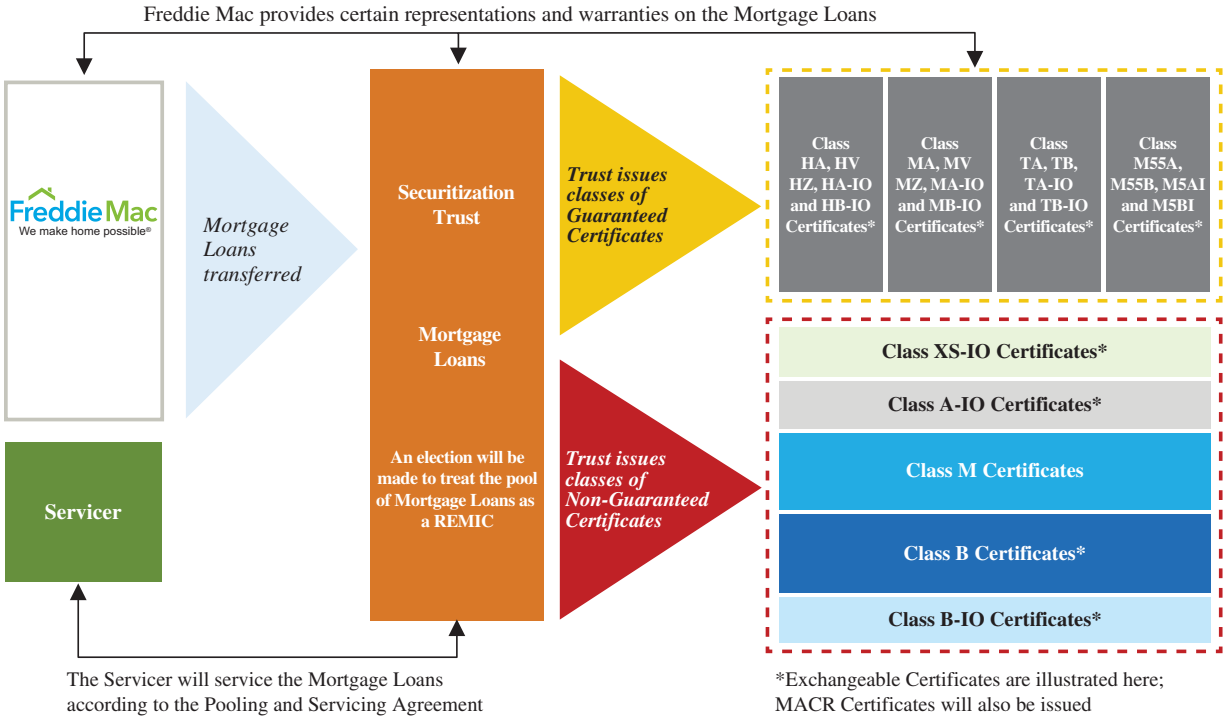 Freddie Mac provides certain representations and warranties on the Mortgage Loans
FreddieMac
We make home possible®
Mortgage
Loans
transferred
Securitization
Trust
Mortgage
Loans
An election will be
made to treat the pool
of Mortgage Loans as
a REMIC
Trust issues
classes of
Guaranteed
Certificates
Class
HA, HV
HZ, HA-IO
and HB-IO
Certificates*
Class
MA, MV
MZ, MA-IO
and MB-IO
Certificates*
Class
TA, TB,
TA-IO
and TB-IO
Certificates*
Class
M55A,
M55B, M5AI
and M5BI
Certificates*
Servicer
Trust issues
classes of
Non-Guaranteed
Certificates
Class XS-IO Certificates*
Class A-IO Certificates*
Class M Certificates
Class B Certificates*
Class B-IO Certificates*
The Servicer will service the Mortgage Loans
according to the Pooling and Servicing Agreement
*Exchangeable Certificates are illustrated here;
MACR Certificates will also be issued